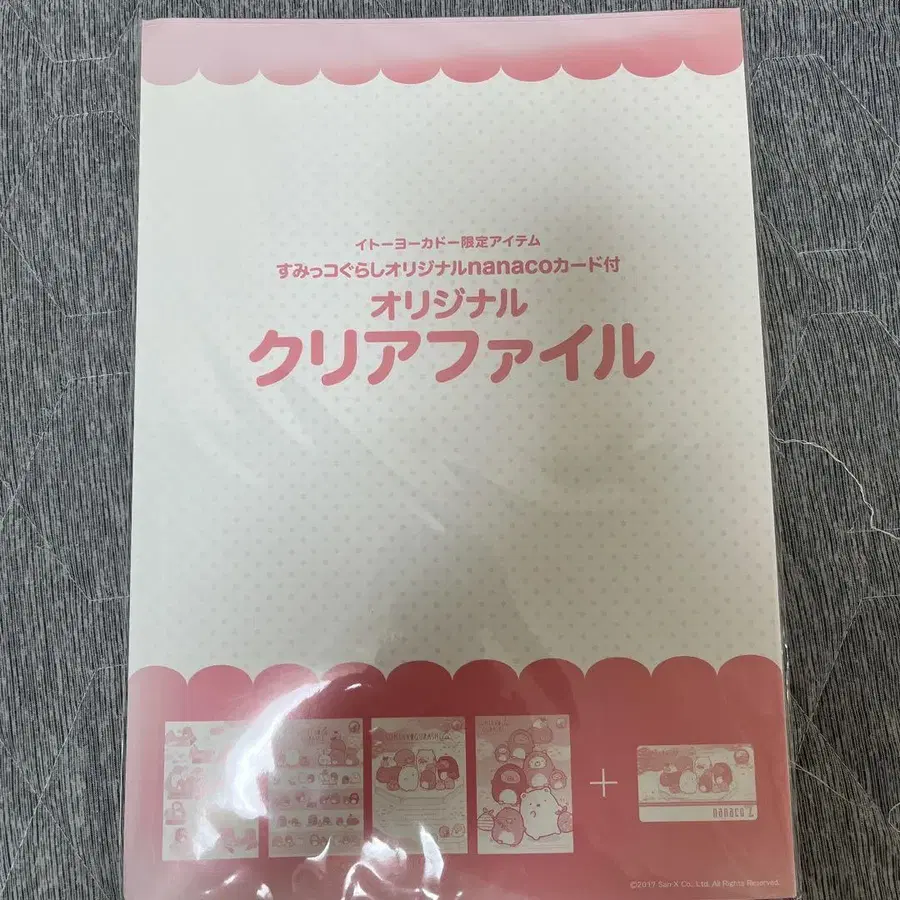 イトーヨーカドー限定アイテム
すみっコぐらしオリジナルnanacoカード付
オリジナル
クリアファイル
nanaco 7
©2017 San-X Co., Ltd. All Rights Reserved.